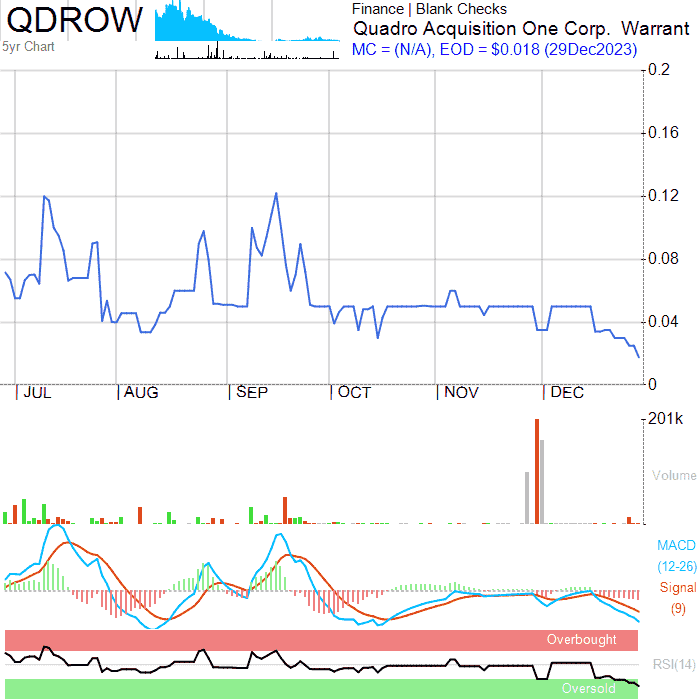 QDROW
5yr Chart
Finance | Blank Checks
Quadro Acquisition One Corp. Warrant
MC = (N/A), EOD = $0.018 (29Dec2023)
0.2
0.16
0.12
0.08
0.04
0
JUL AUG SEP OCT NOV DEC
201k
Volume
MACD
(12-26)
Signal
(9)
Overbought
RSI(14)
Oversold